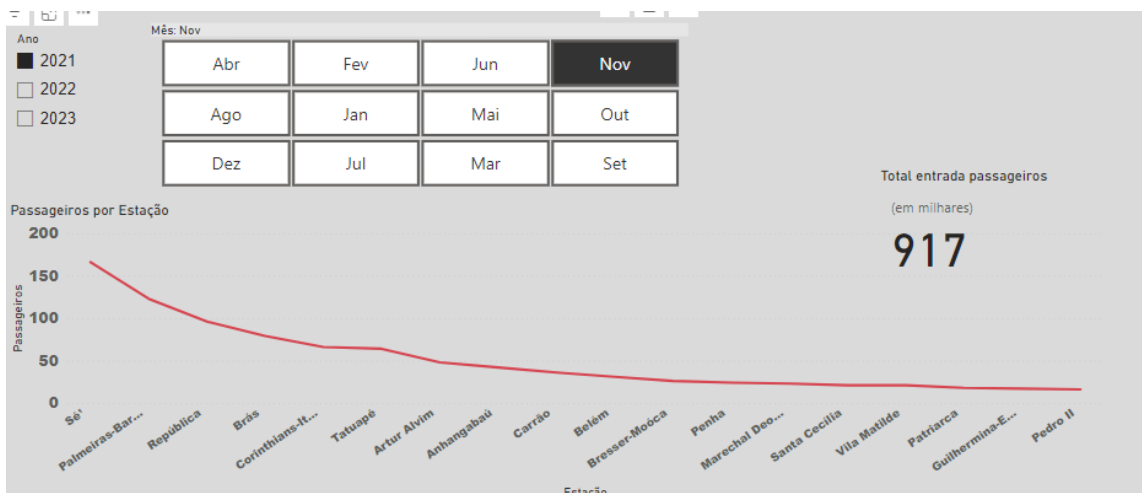 Ano
2021
2022
2023
Mês: Nov
Abr Fev Jun Nov
Ago Jan Mai Out
Dez Jul Mar Set
Total entrada passageiros
(em milhares)
917
Passageiros por Estação
Passageiros
200
150
100
50
0
Sé'
Palmeiras-Bar...
República
Brás
Corinthians-It...
Tatuapé
Artur Alvim
Anhangabaú
Carrão
Belém
Bresser-Moóca
Penha
Marechal Deo...
Santa Cecília
Vila Matilde
Patriarca
Guilhermina-E...
Pedro II
Estação